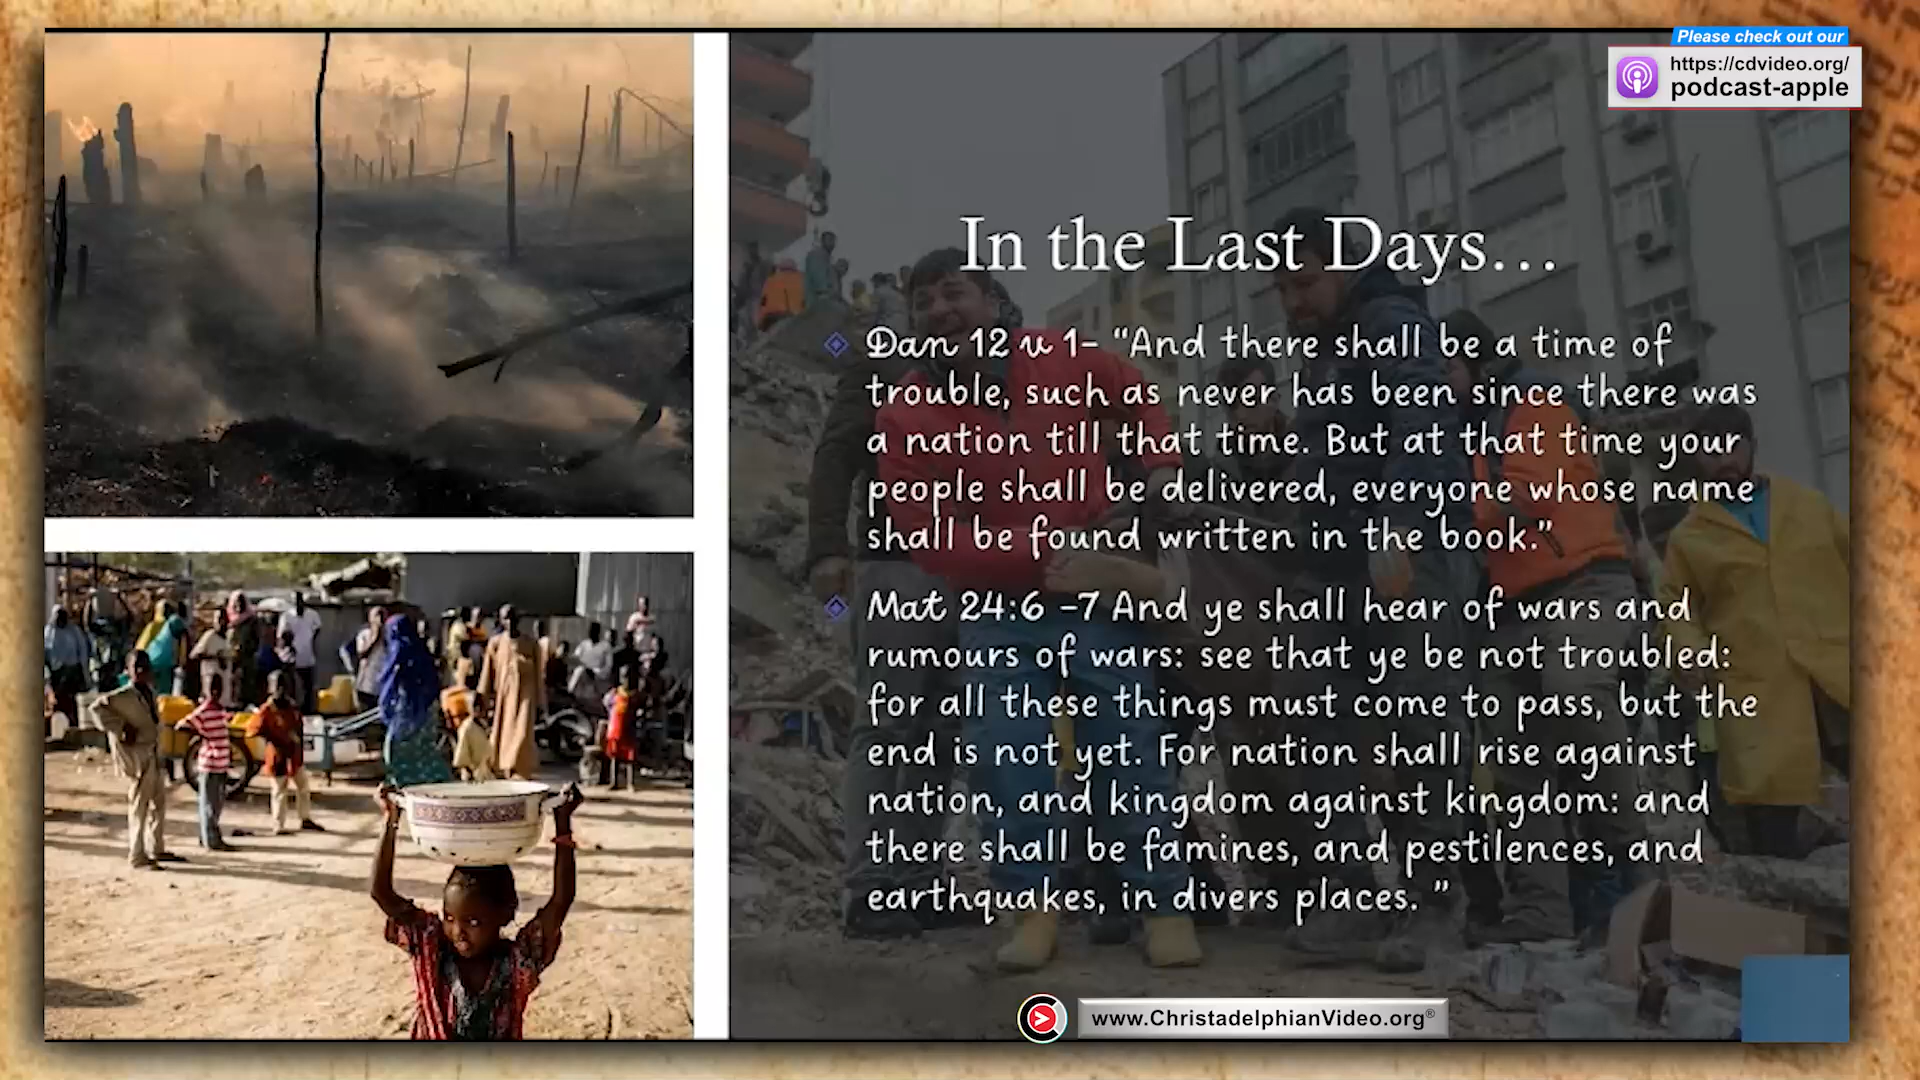 Please check out our
https://cdvideo.org/
podcast-apple
In the Last Days...
Dan 12 v 1- “And there shall be a time of
trouble, such as never has been since there was
a nation till that time. But at that time your
people shall be delivered, everyone whose name
shall be found written in the book.”
Mat 24:6 -7 And ye shall hear of wars and
rumours of wars: see that ye be not troubled:
for all these things must come to pass, but the
end is not yet. For nation shall rise against
nation, and kingdom against kingdom: and
there shall be famines, and pestilences, and
earthquakes, in divers places. ”
www.ChristadelphianVideo.org®